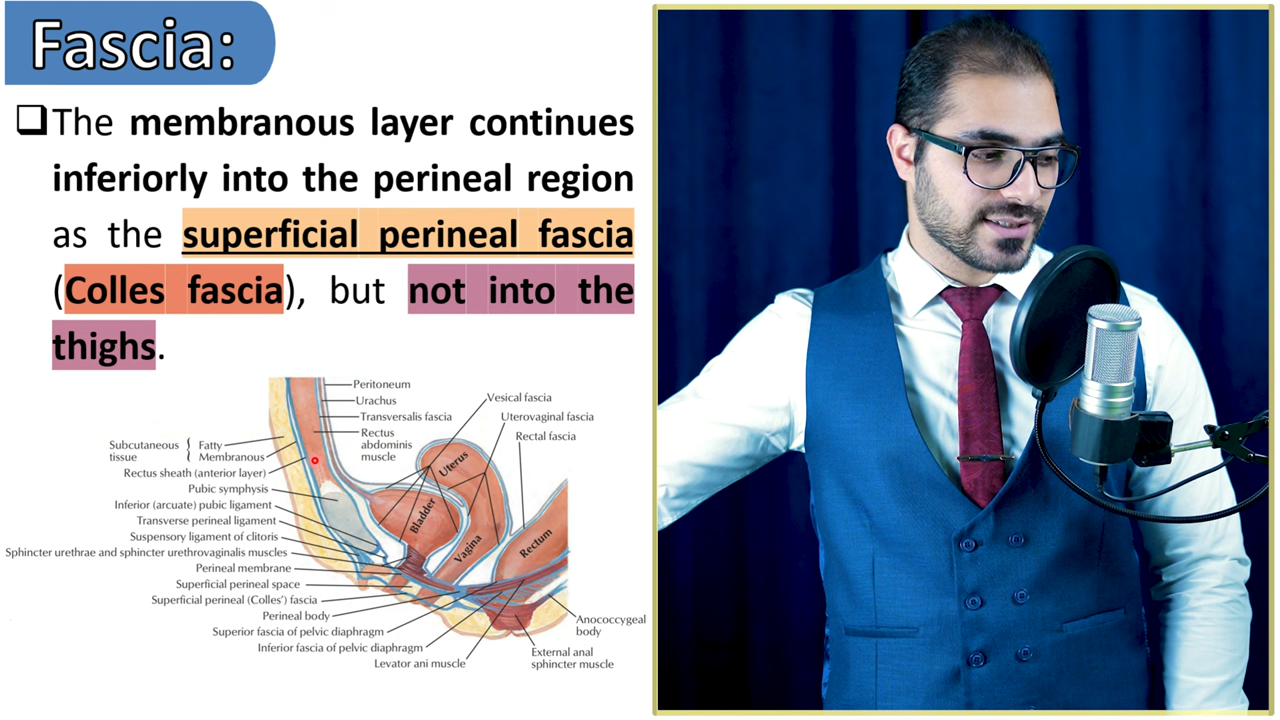 Fascia:
❑The membranous layer continues
inferiorly into the perineal region
as the superficial perineal fascia
(Colles fascia), but not into the
thighs.
Peritoneum
Urachus
Transversalis fascia
Rectus
abdominis
muscle
Vesical fascia
Uterovaginal fascia
Rectal fascia
Subcutaneous
tissue
{ Fatty
Membranous
Rectus sheath (anterior layer)
Pubic symphysis
Inferior (arcuate) pubic ligament
Transverse perineal ligament
Suspensory ligament of clitoris
Sphincter urethrae and sphincter urethrovaginalis muscles
Perineal membrane
Superficial perineal space
Superficial perineal (Colles’) fascia
Perineal body
Superior fascia of pelvic diaphragm
Inferior fascia of pelvic diaphragm
Levator ani muscle
Uterus
Bladder
Vagina
Rectum
Anococcygeal
body
External anal
sphincter muscle